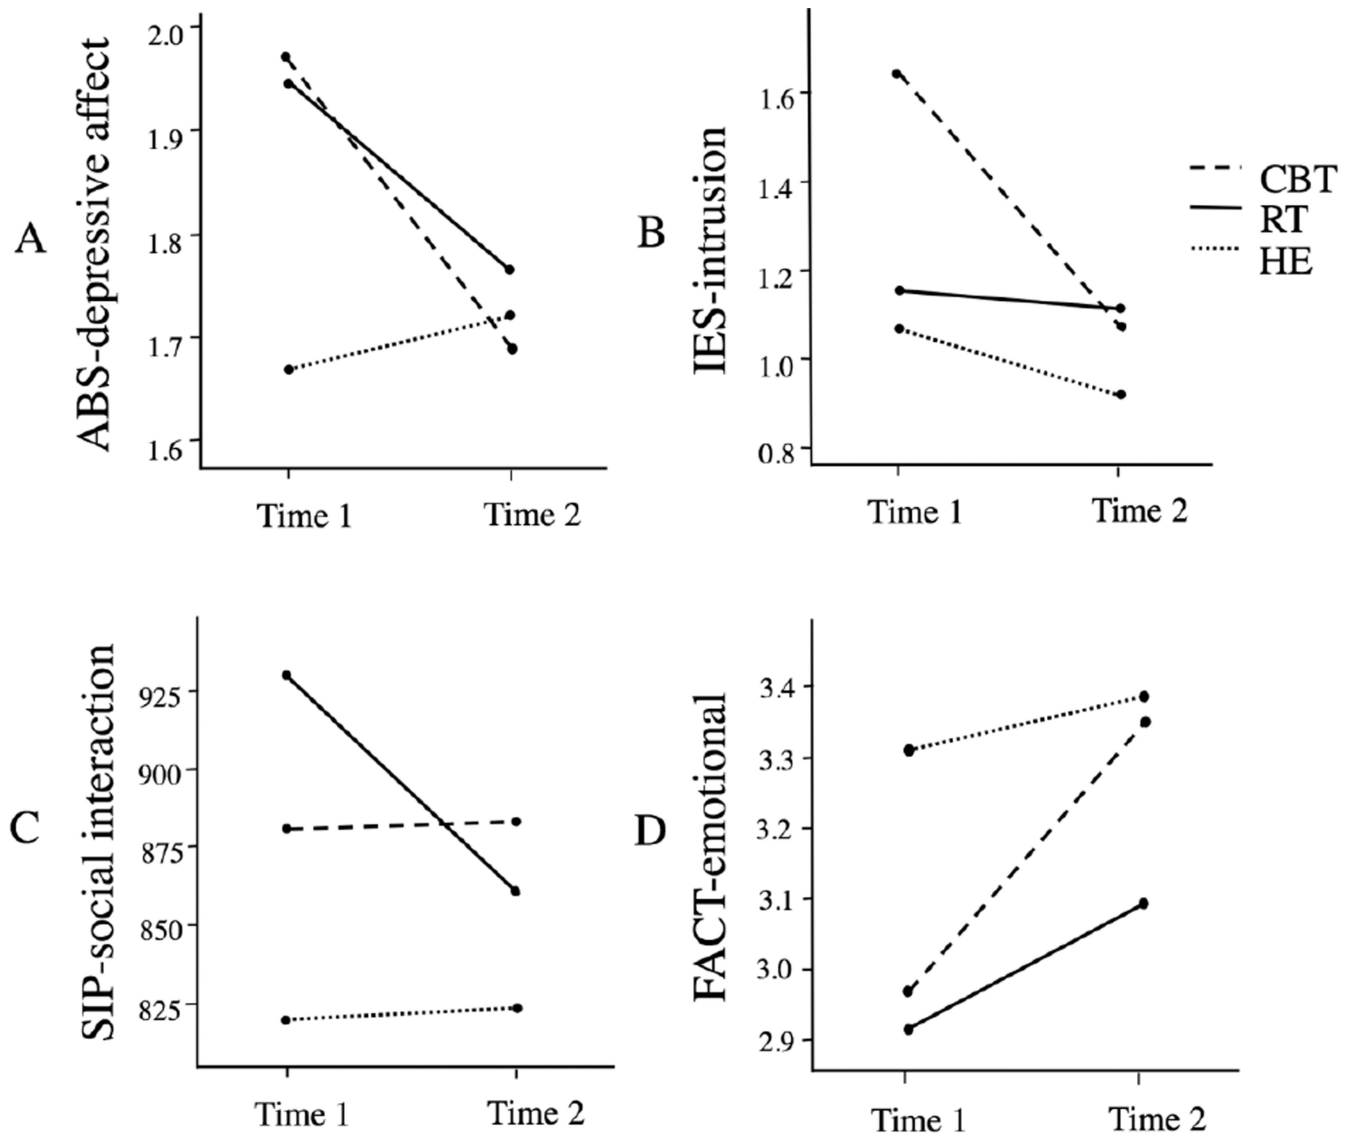 A
ABS-depressive affect
2.0
1.9
1.8
1.7
1.6
Time 1
Time 2
B
IES-intrusion
1.6
1.4
1.2
1.0
0.8
Time 1
Time 2
CBT
RT
HE
C
SIP-social interaction
925
900
875
850
825
Time 1
Time 2
D
FACT-emotional
3.4
3.3
3.2
3.1
3.0
2.9
Time 1
Time 2